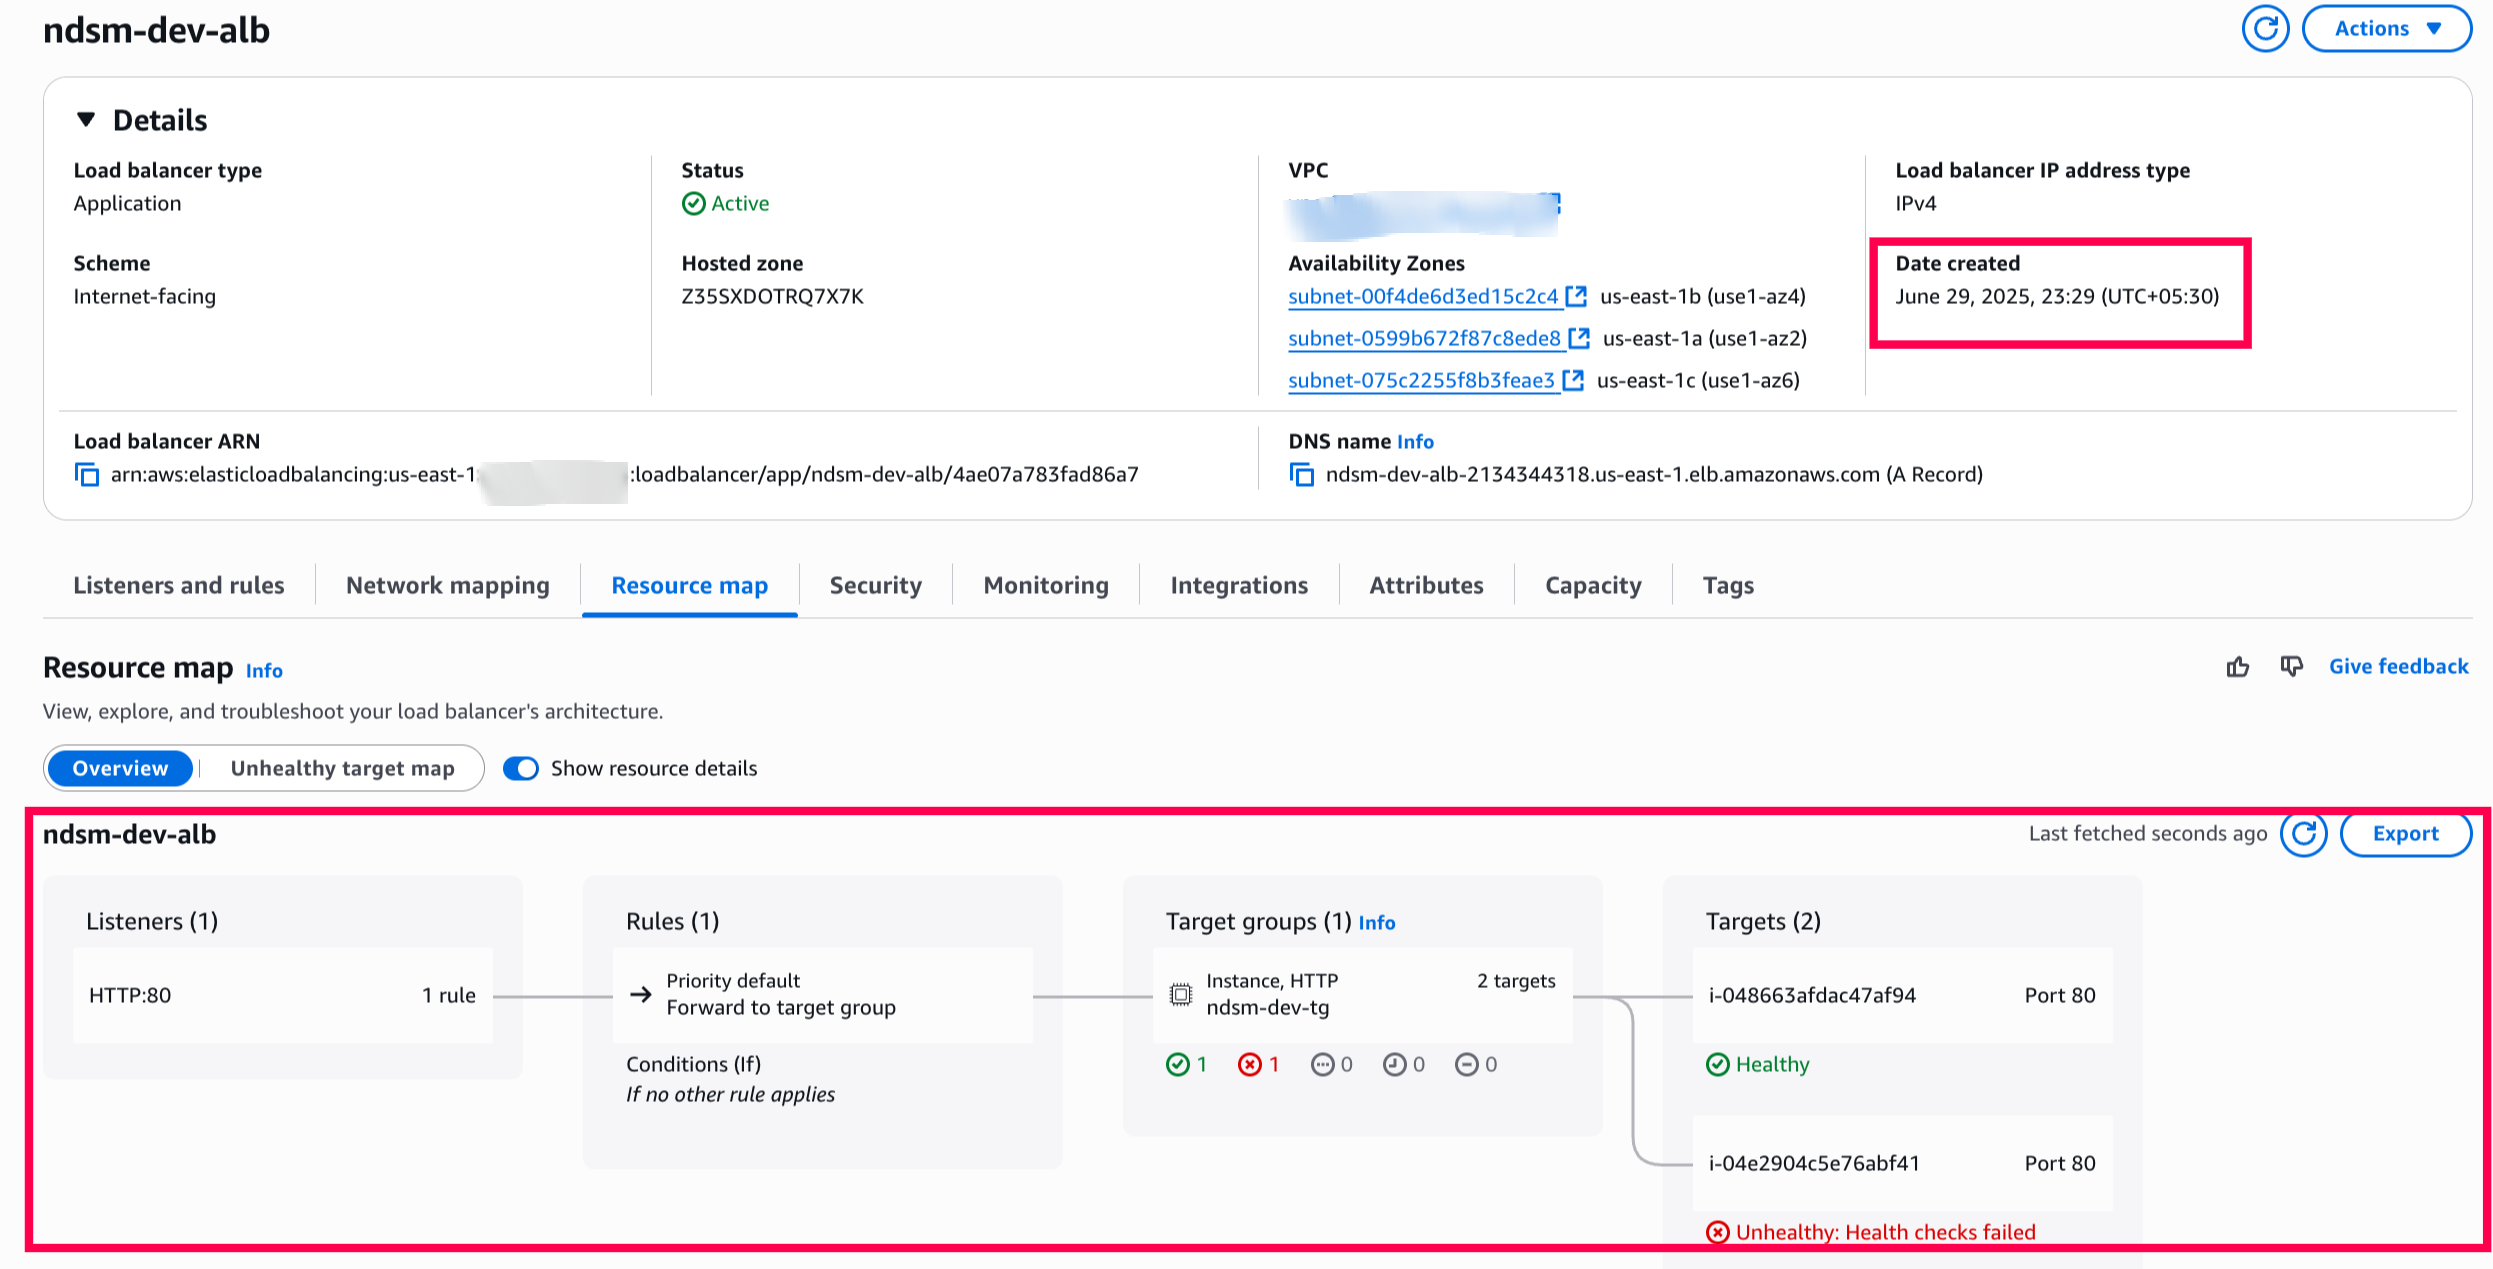 ndsm-dev-alb
Actions
Details
Load balancer type
Application
Status
Active
VPC
Load balancer IP address type
IPv4
Scheme
Internet-facing
Hosted zone
Z35SXDOTRQ7X7K
Availability Zones
subnet-00f4de6d3ed15c2c4 us-east-1b (use1-az4)
subnet-0599b672f87c8ede8 us-east-1a (use1-az2)
subnet-075c2255f8b3feae3 us-east-1c (use1-az6)
Date created
June 29, 2025, 23:29 (UTC+05:30)
Load balancer ARN
arn:aws:elasticloadbalancing:us-east-1: :loadbalancer/app/ndsm-dev-alb/4ae07a783fad86a7
DNS name Info
ndsm-dev-alb-2134344318.us-east-1.elb.amazonaws.com (A Record)
Listeners and rules Network mapping Resource map Security Monitoring Integrations Attributes Capacity Tags
Resource map Info
Give feedback
View, explore, and troubleshoot your load balancer's architecture.
Overview Unhealthy target map Show resource details
ndsm-dev-alb
Last fetched seconds ago Export
Listeners (1)
HTTP:80 1 rule
Rules (1)
Priority default
Forward to target group
Conditions (If)
If no other rule applies
Target groups (1) Info
Instance, HTTP 2 targets
ndsm-dev-tg
1 1 0 0 0
Targets (2)
i-048663afdac47af94 Port 80
Healthy
i-04e2904c5e76abf41 Port 80
Unhealthy: Health checks failed